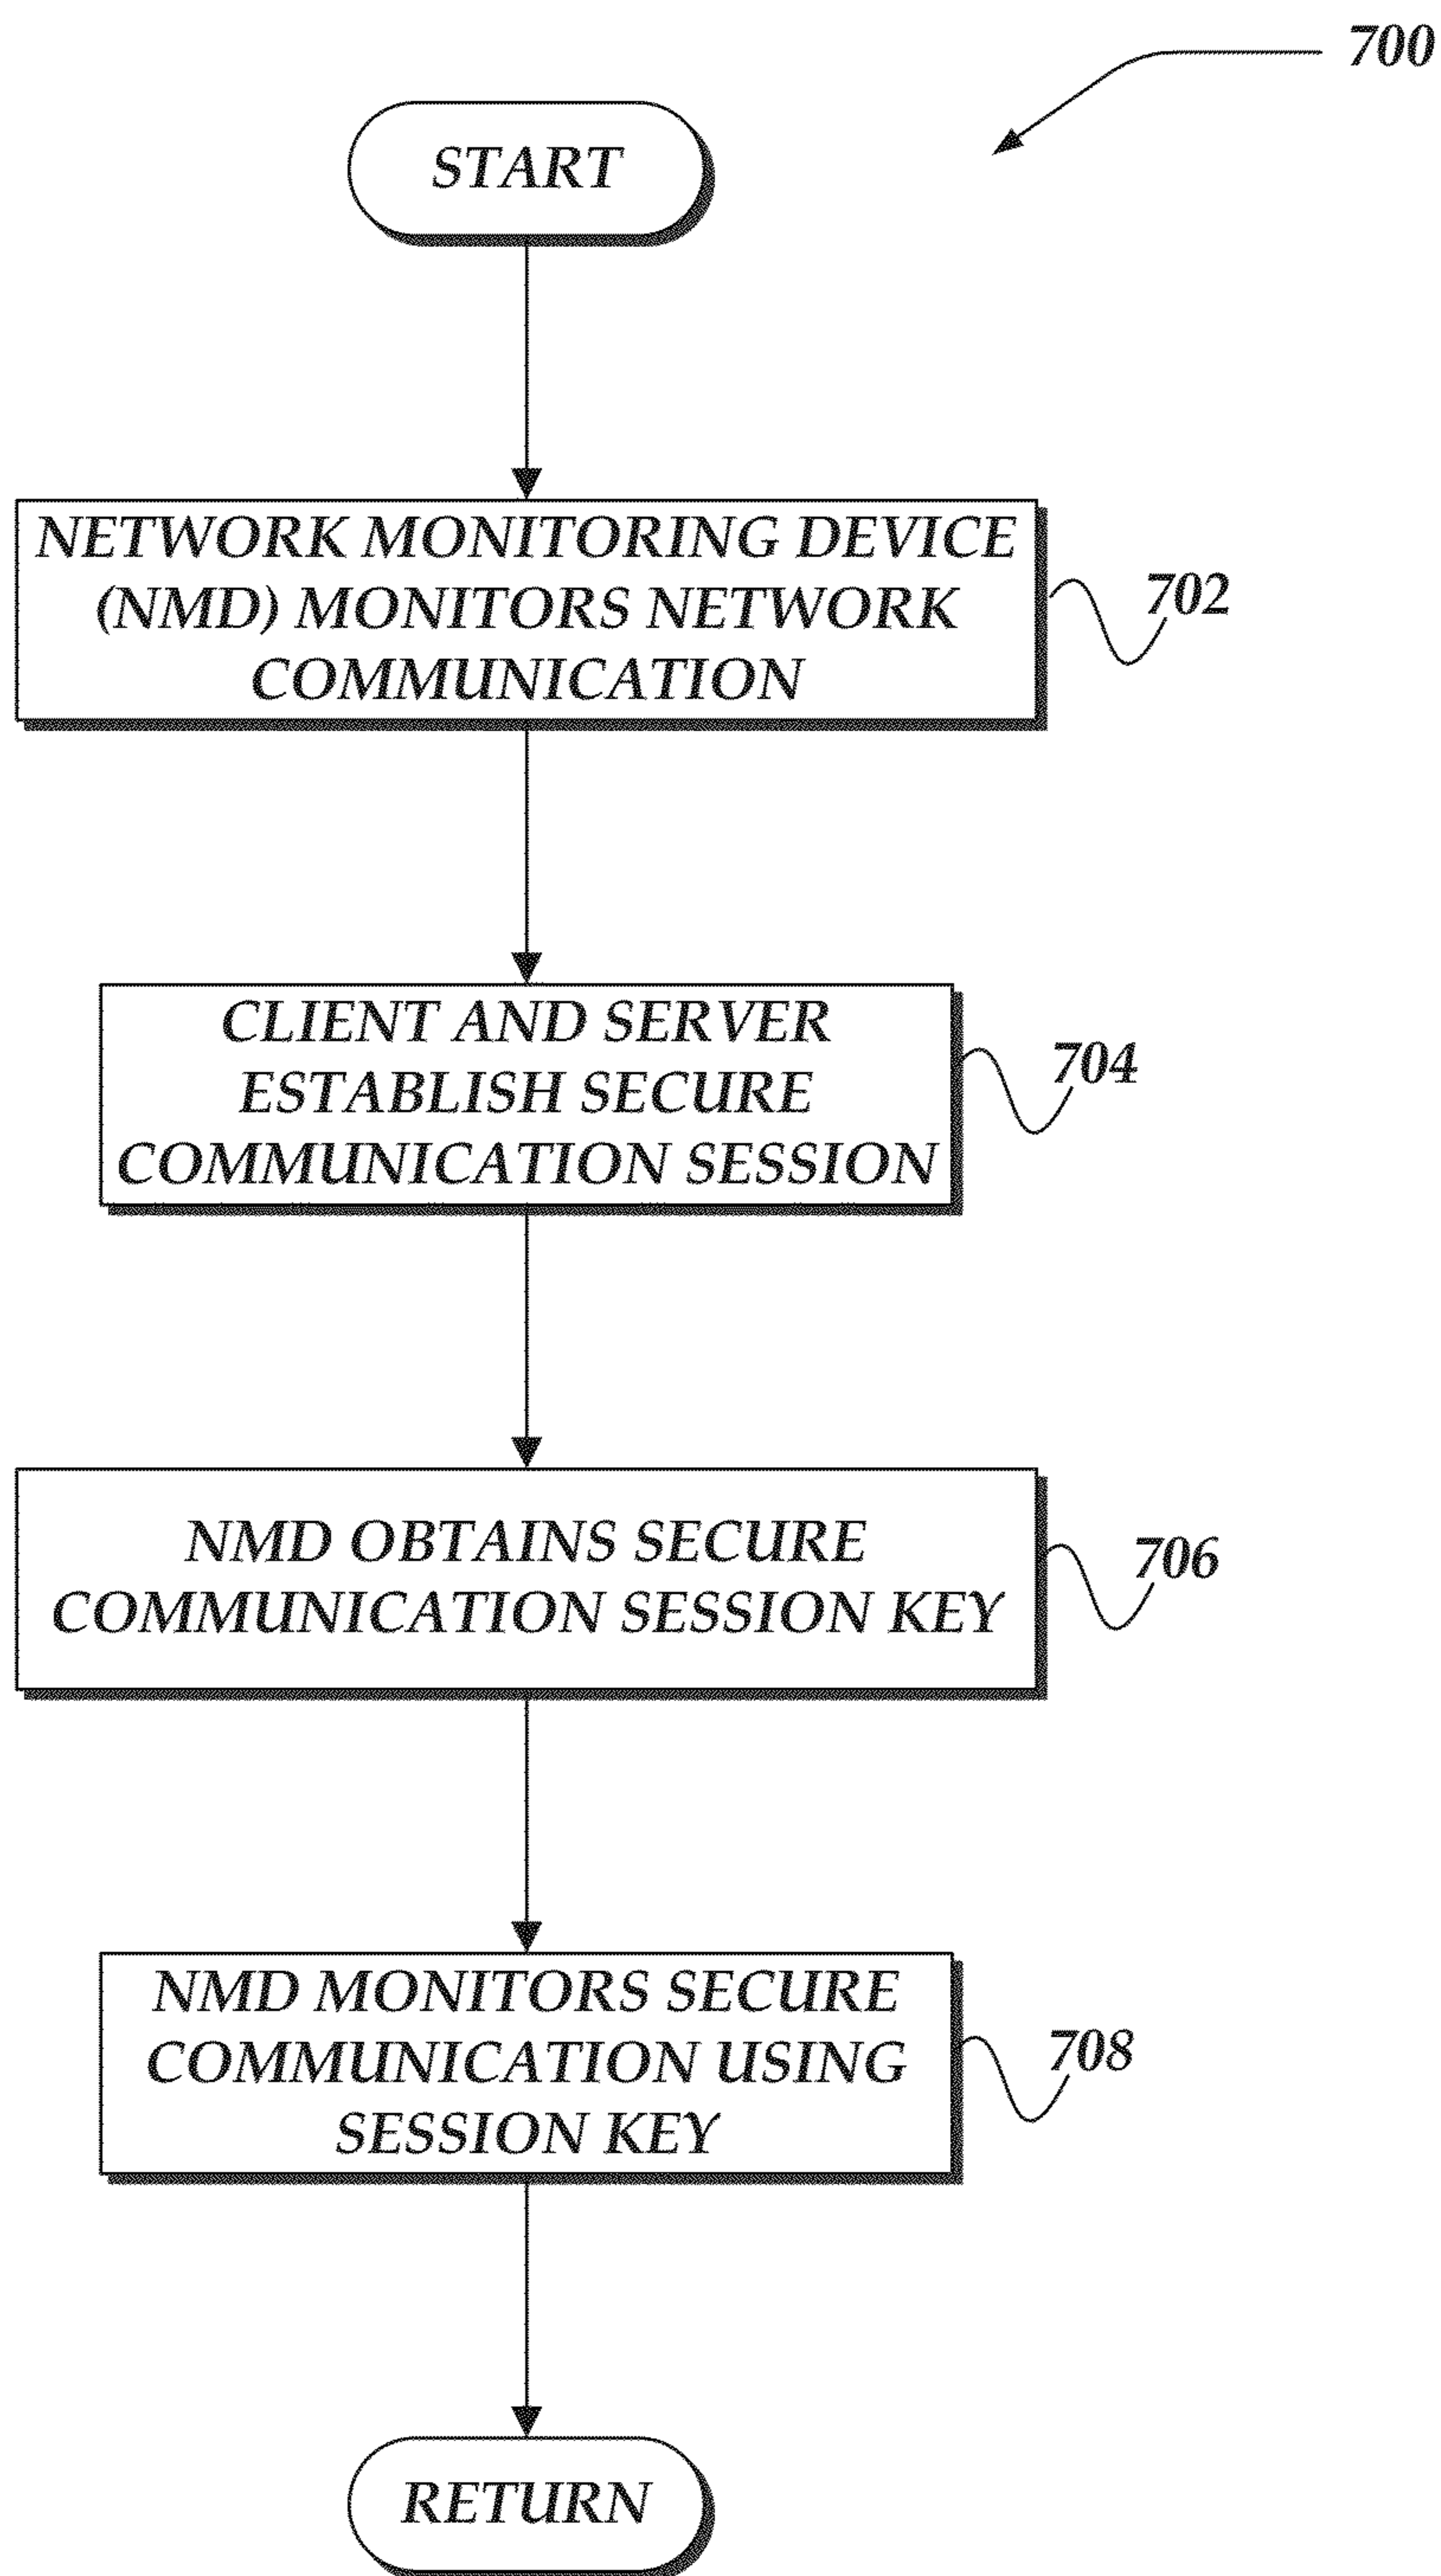 700
START
NETWORK MONITORING DEVICE
(NMD) MONITORS NETWORK
COMMUNICATION
702
CLIENT AND SERVER
ESTABLISH SECURE
COMMUNICATION SESSION
704
NMD OBTAINS SECURE
COMMUNICATION SESSION KEY
706
NMD MONITORS SECURE
COMMUNICATION USING
SESSION KEY
708
RETURN